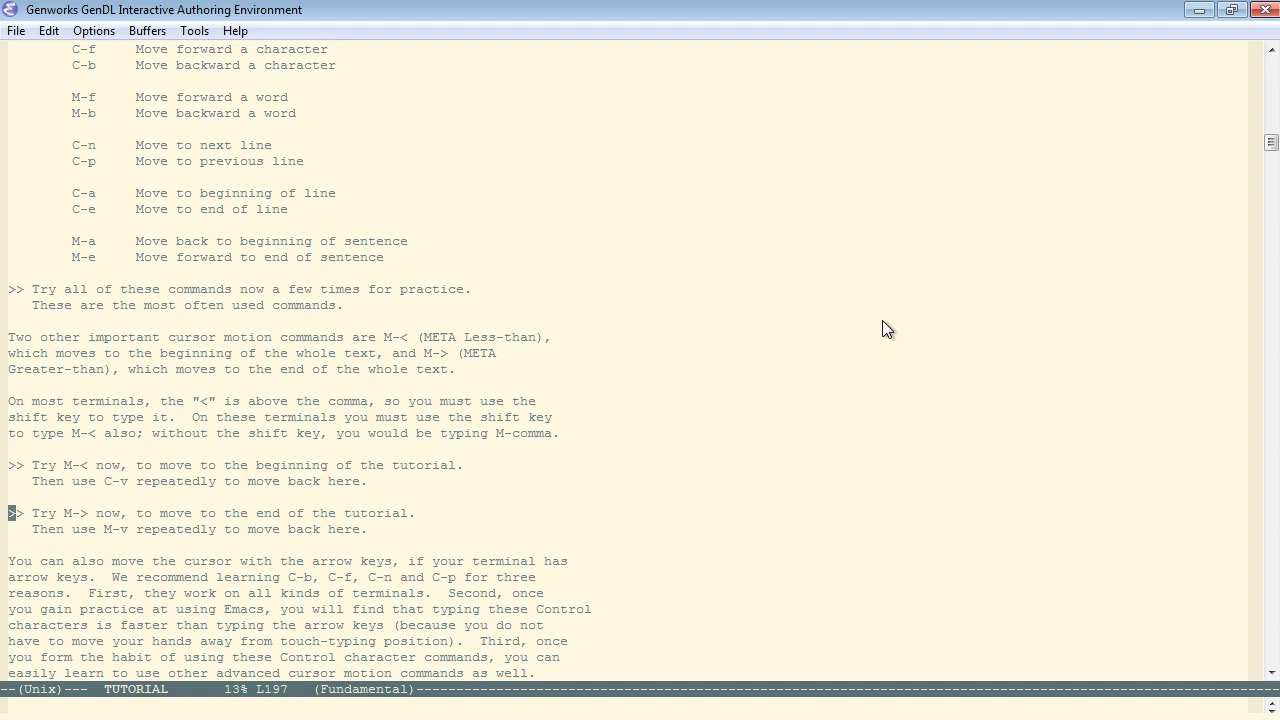 Genworks GenDL Interactive Authoring Environment
File Edit Options Buffers Tools Help
C-f Move forward a character
C-b Move backward a character
M-f Move forward a word
M-b Move backward a word
C-n Move to next line
C-p Move to previous line
C-a Move to beginning of line
C-e Move to end of line
M-a Move back to beginning of sentence
M-e Move forward to end of sentence
>> Try all of these commands now a few times for practice.
These are the most often used commands.
Two other important cursor motion commands are M-< (META Less-than),
which moves to the beginning of the whole text, and M-> (META
Greater-than), which moves to the end of the whole text.
On most terminals, the "<" is above the comma, so you must use the
shift key to type it.  On these terminals you must use the shift key
to type M-< also; without the shift key, you would be typing M-comma.
>> Try M-< now, to move to the beginning of the tutorial.
Then use C-v repeatedly to move back here.
>> Try M-> now, to move to the end of the tutorial.
Then use M-v repeatedly to move back here.
You can also move the cursor with the arrow keys, if your terminal has
arrow keys.  We recommend learning C-b, C-f, C-n and C-p for three
reasons.  First, they work on all kinds of terminals.  Second, once
you gain practice at using Emacs, you will find that typing these Control
characters is faster than typing the arrow keys (because you do not
have to move your hands away from touch-typing position).  Third, once
you form the habit of using these Control character commands, you can
easily learn to use other advanced cursor motion commands as well.
--(Unix)--- TUTORIAL 13% L197 (Fundamental)----------